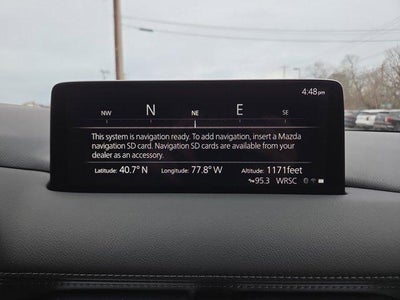 4:48pm
NW N NE E SE
This system is navigation ready. To add navigation, insert a Mazda
navigation SD card. Navigation SD cards are available from your
dealer as an accessory.
Latitude: 40.7° N Longitude: 77.8° W Altitude: 1171feet
95.3 WRSC